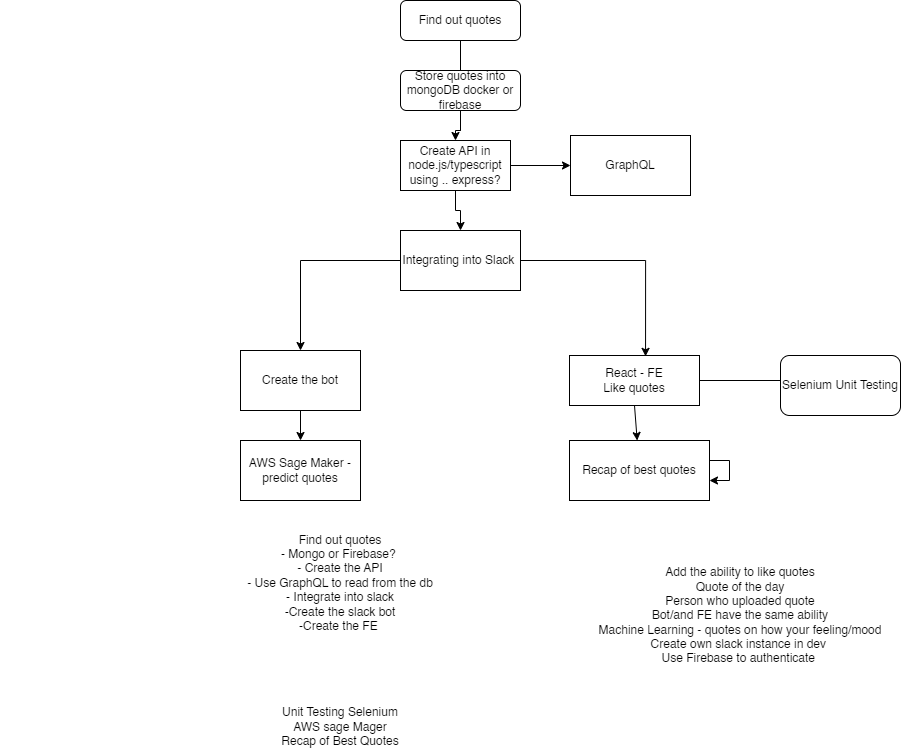 Find out quotes
Store quotes into
mongoDB docker or
firebase
Create API in
node.js/typescript
using .. express?
GraphQL
Integrating into Slack
Create the bot
React - FE
Like quotes
Selenium Unit Testing
AWS Sage Maker -
predict quotes
Recap of best quotes
Find out quotes
- Mongo or Firebase?
- Create the API
- Use GraphQL to read from the db
- Integrate into slack
-Create the slack bot
-Create the FE
Add the ability to like quotes
Quote of the day
Person who uploaded quote
Bot/and FE have the same ability
Machine Learning - quotes on how your feeling/mood
Create own slack instance in dev
Use Firebase to authenticate
Unit Testing Selenium
AWS sage Mager
Recap of Best Quotes